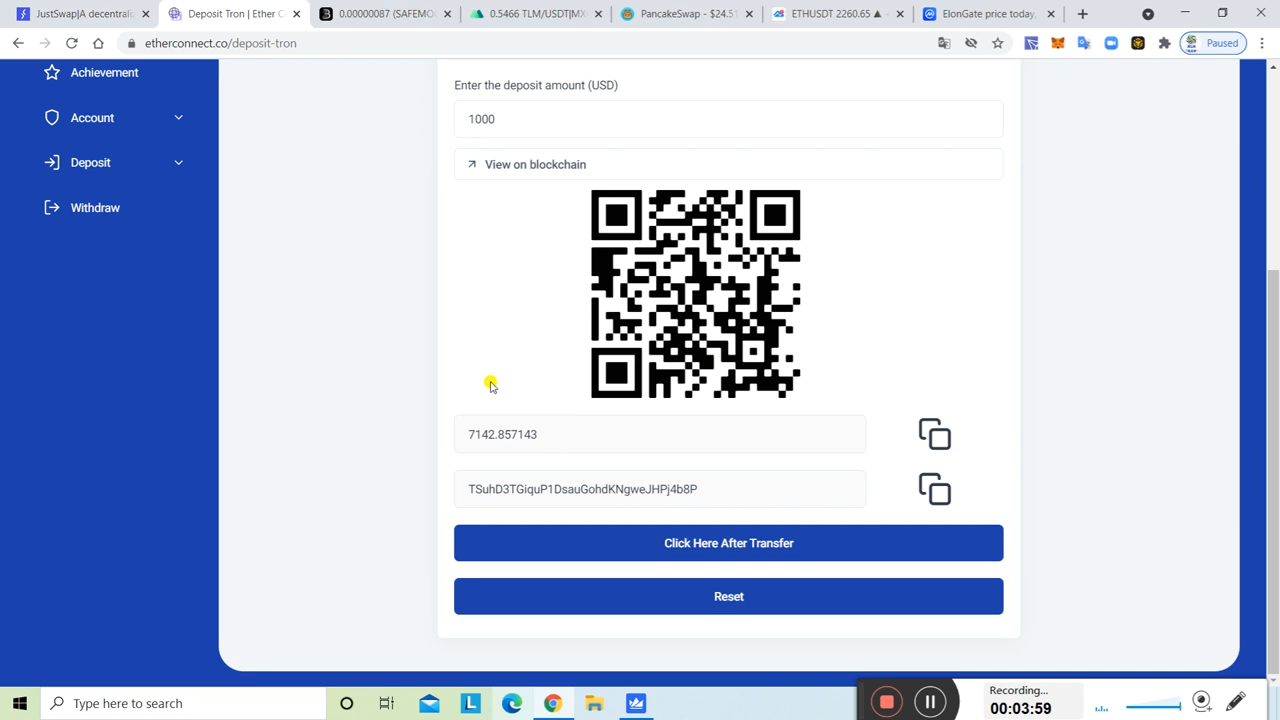 JustSwap|A decentraliz
Deposit Tron | Ether C
0.00000087 (SAFEMO
0.5466 TLM/USDT|MX
PancakeSwap - $24.51
ETHUSDT 2260.65 ▲
ElonGate price today,
etherconnect.co/deposit-tron
Paused
Achievement
Account
Deposit
Withdraw
Enter the deposit amount (USD)
1000
View on blockchain
7142.857143
TSuhD3TGiquP1DsauGohdKNgweJHPj4b8P
Click Here After Transfer
Reset
Type here to search
Recording...
00:03:59